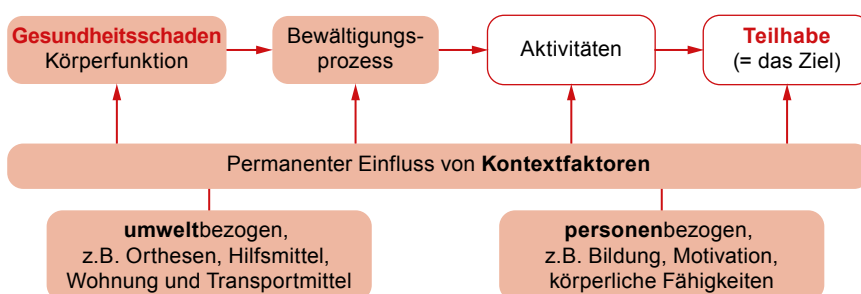 Gesundheitsschaden
Körperfunktion
Bewältigungs-
prozess
Aktivitäten
Teilhabe
(= das Ziel)
Permanenter Einfluss von Kontextfaktoren
umweltbezogen,
z.B. Orthesen, Hilfsmittel,
Wohnung und Transportmittel
personenbezogen,
z.B. Bildung, Motivation,
körperliche Fähigkeiten